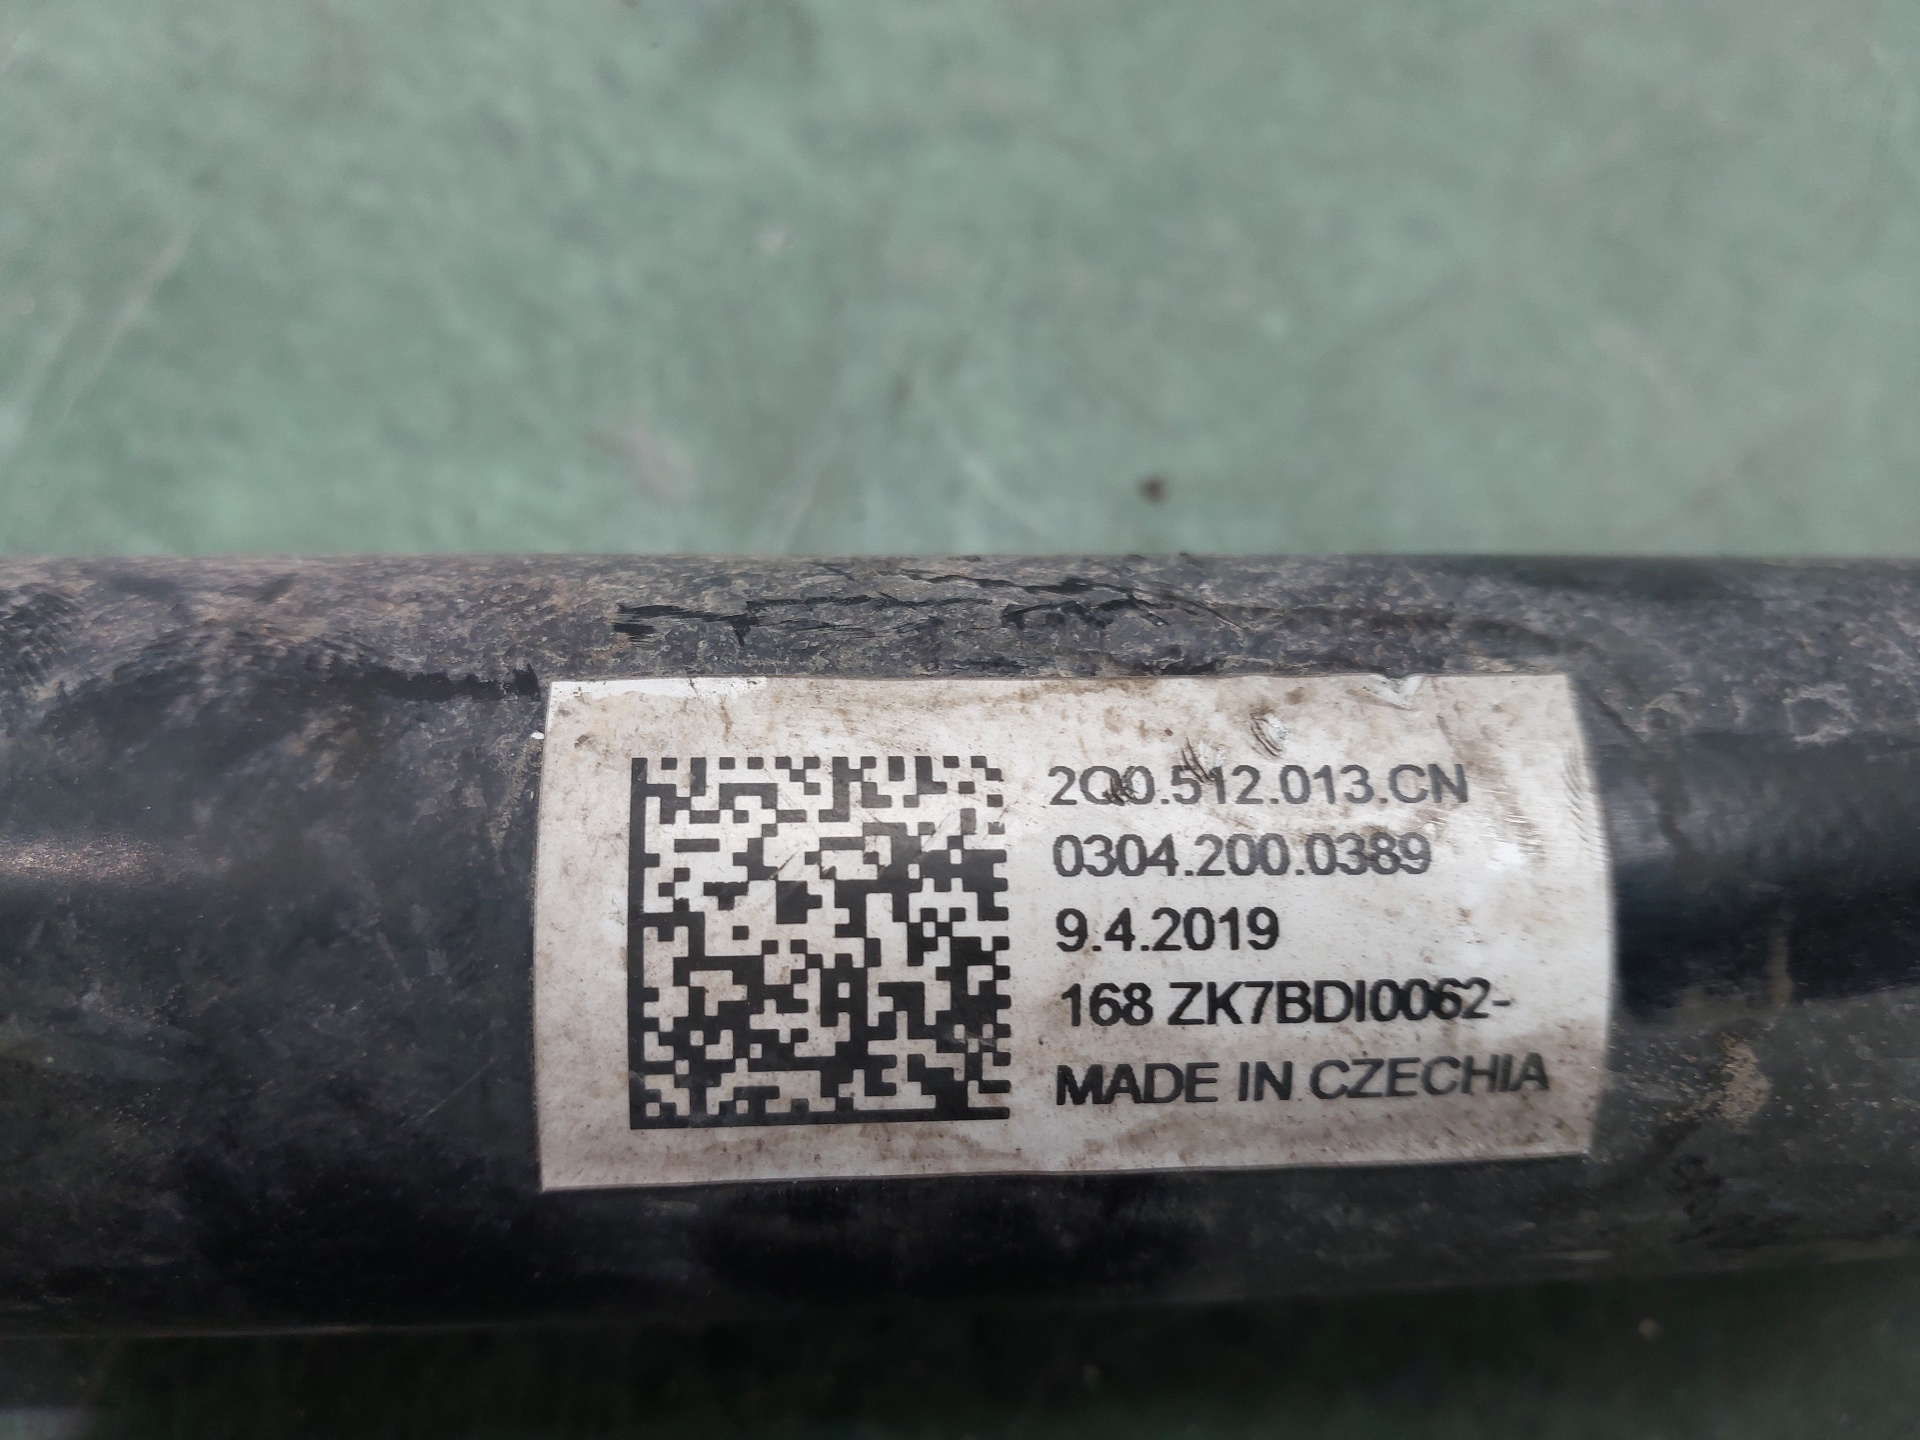 2Q0.512.013.CN
0304.200.0389
9.4.2019
168 ZK7BDI0062-
MADE IN CZECHIA